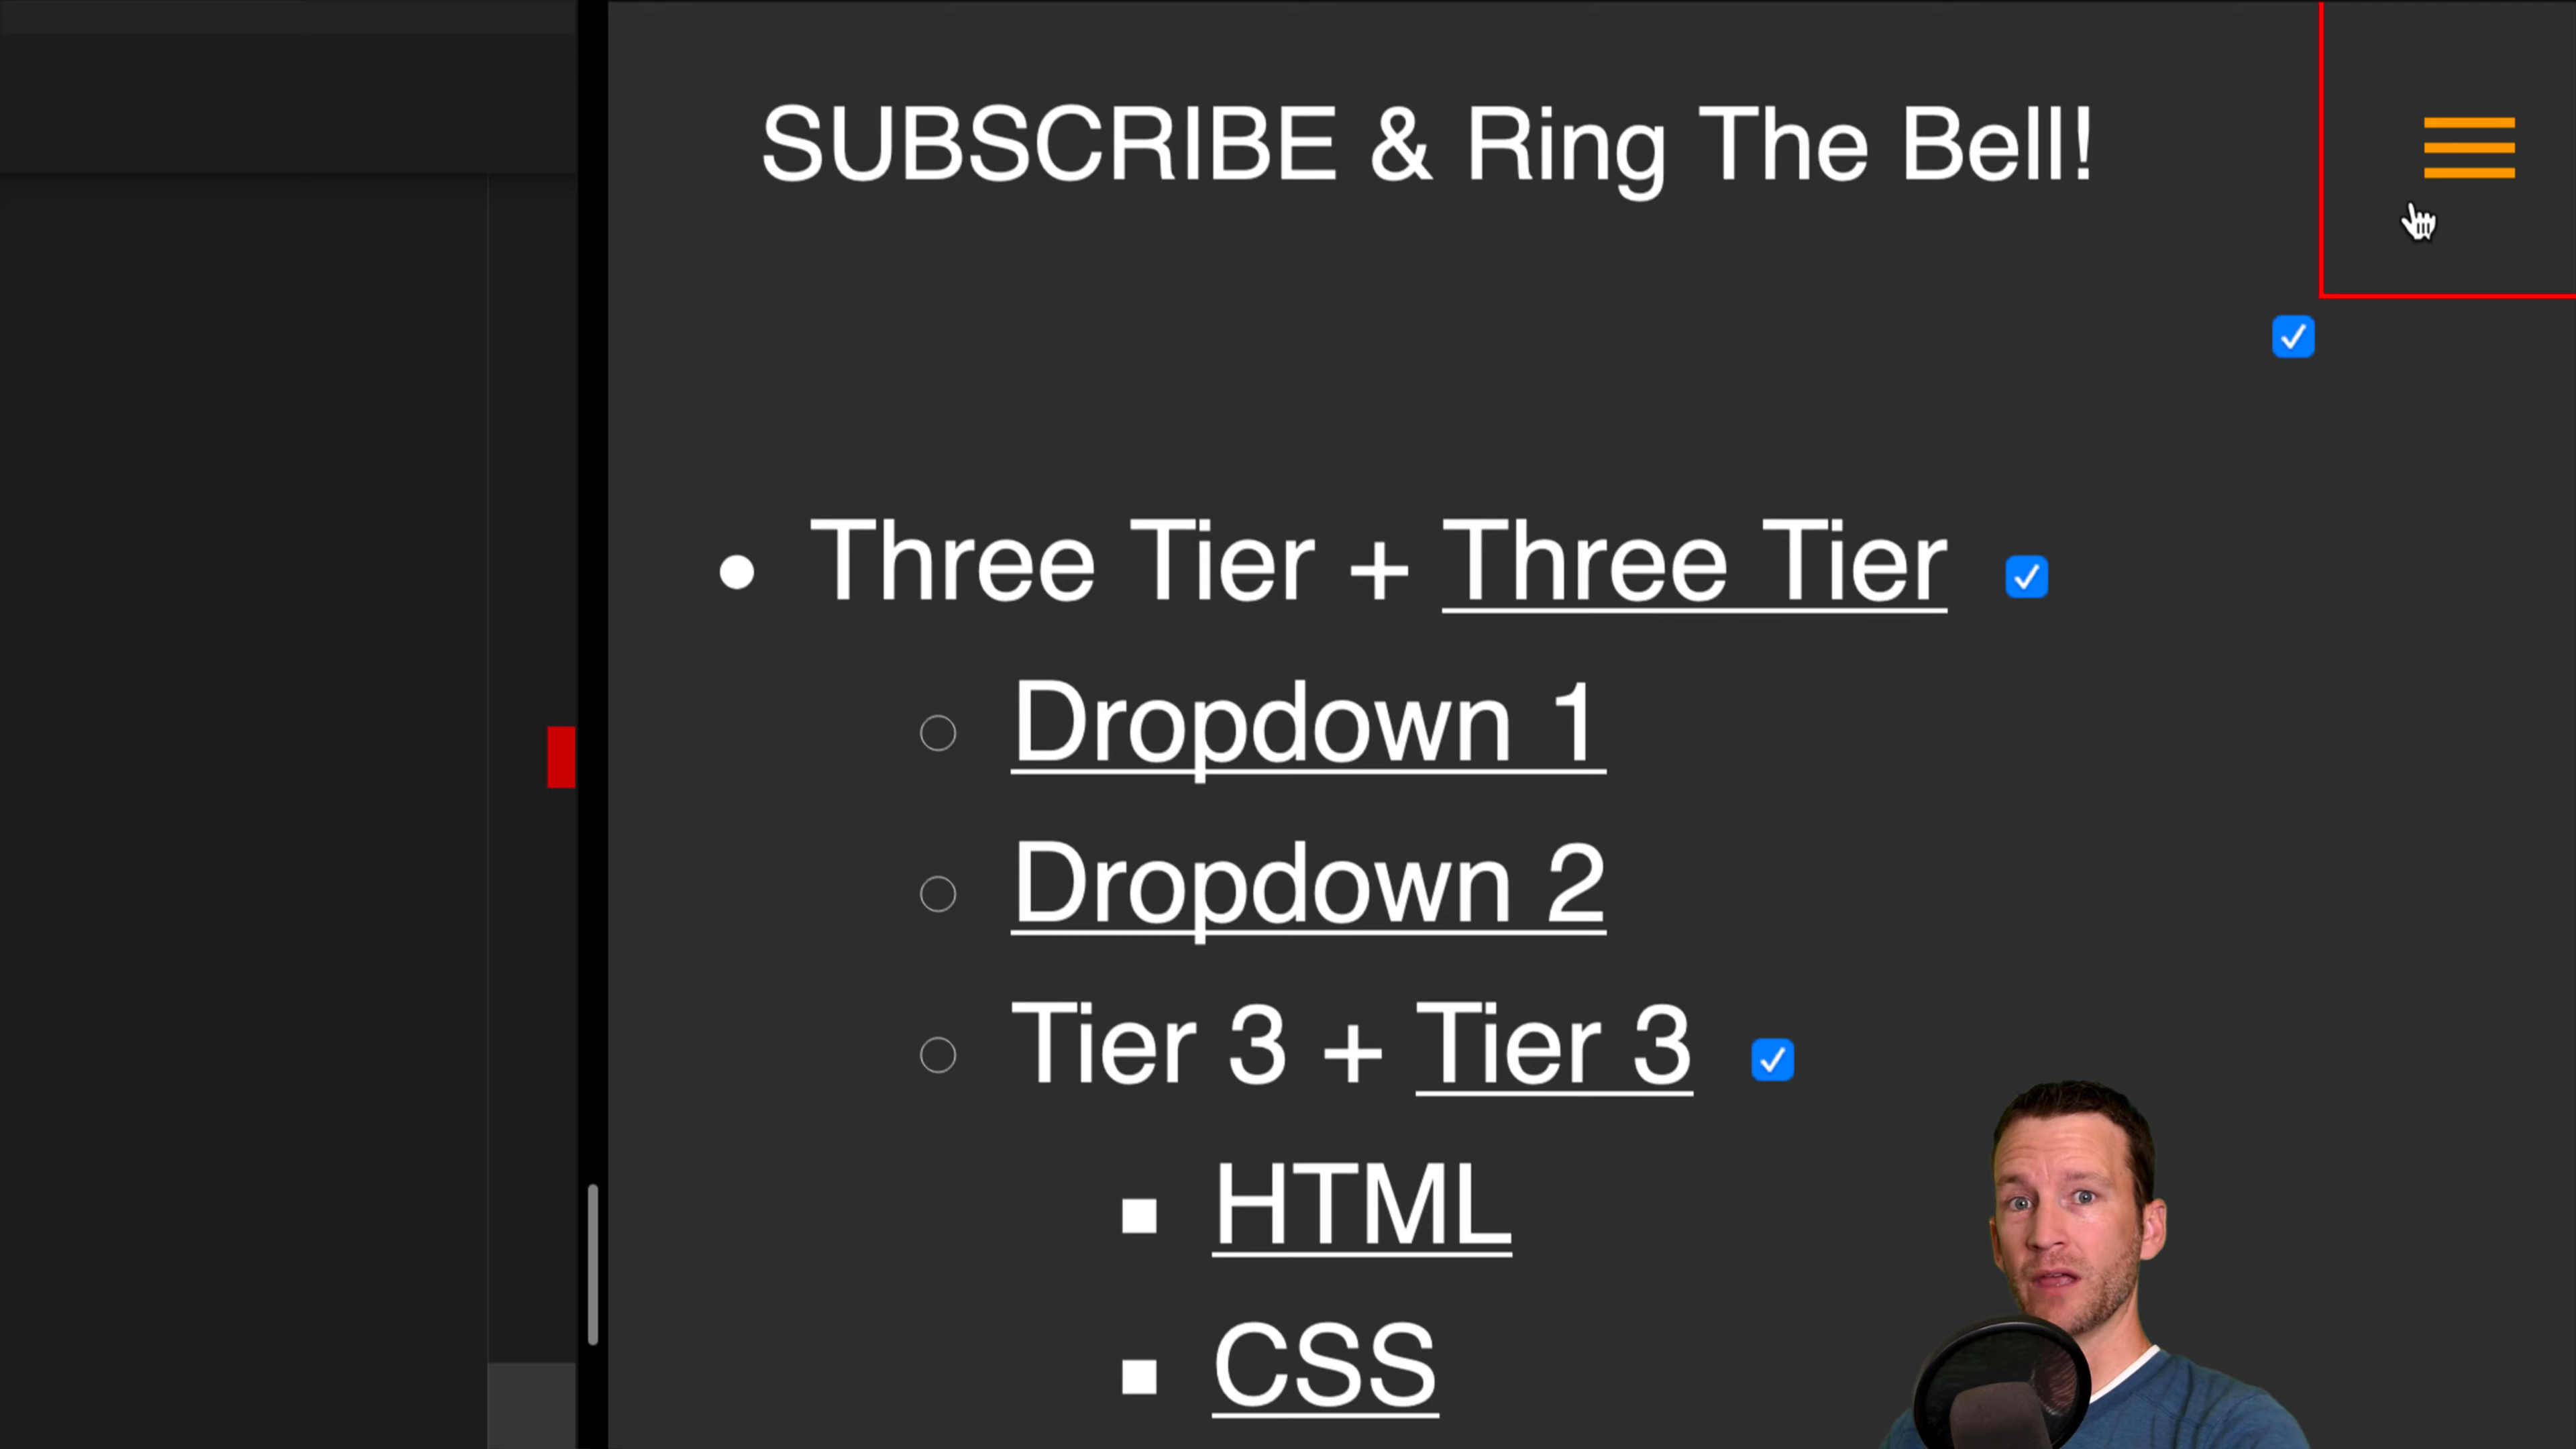 SUBSCRIBE & Ring The Bell!
Three Tier + Three Tier
Dropdown 1
Dropdown 2
Tier 3 + Tier 3
HTML
CSS